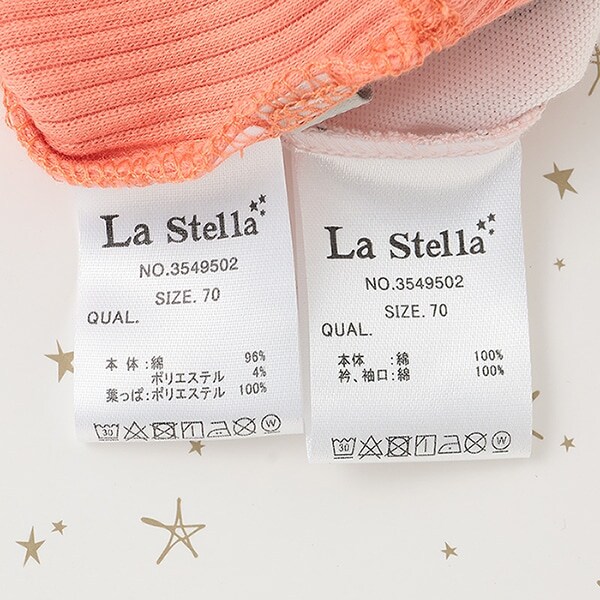 La Stella
NO.3549502
SIZE. 70
QUAL.
本体:綿 96%
ポリエステル 4%
葉っぱ:ポリエステル 100%
30 W
La Stella
NO.3549502
SIZE. 70
QUAL.
本体 :綿 100%
衿、袖口:綿 100%
30 W